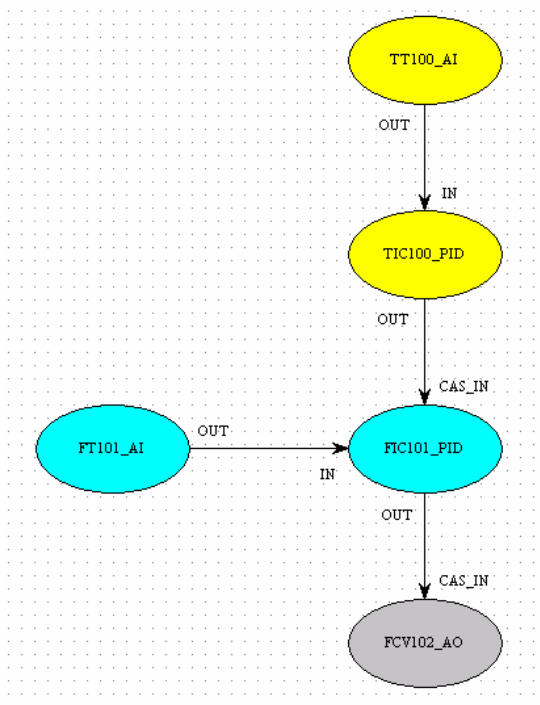 TT100_AI
OUT
IN
TIC100_PID
OUT
CAS_IN
FT101_AI
OUT
IN
FIC101_PID
OUT
CAS_IN
FCV102_AO